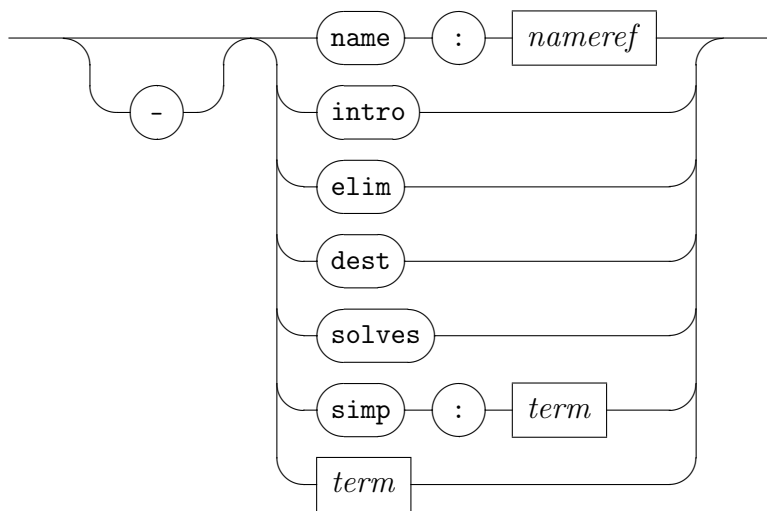 name : nameref
- intro
elim
dest
solves
simp : term
term